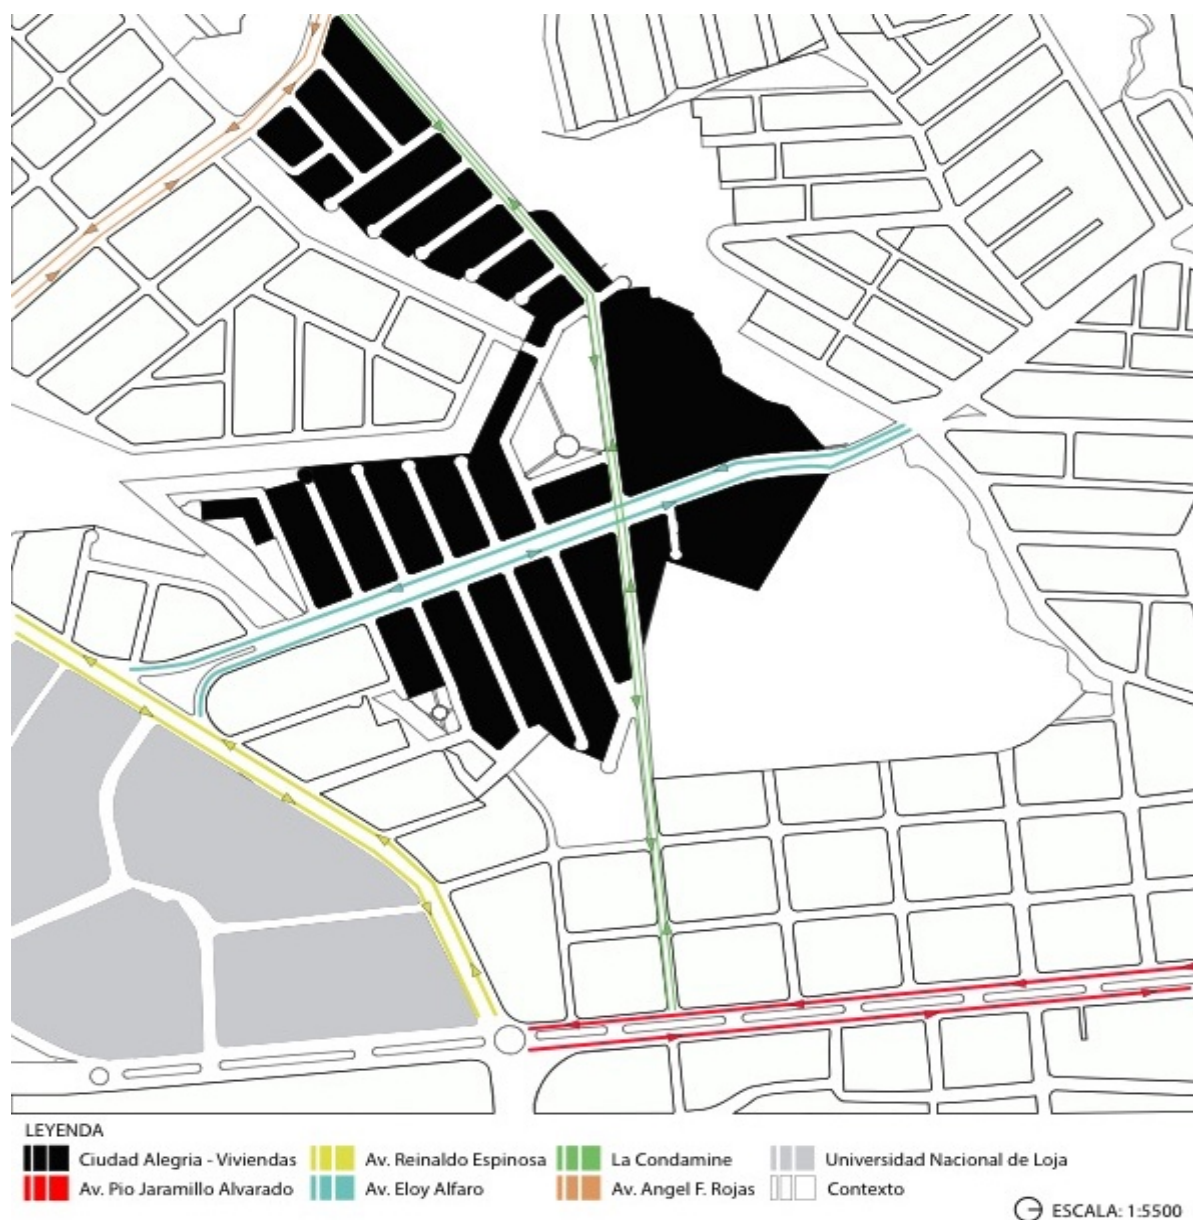 LEYENDA
Ciudad Alegria - Viviendas Av. Reinaldo Espinosa La Condamine Universidad Nacional de Loja
Av. Pio Jaramillo Alvarado Av. Eloy Alfaro Av. Angel F. Rojas Contexto
ESCALA: 1:5500